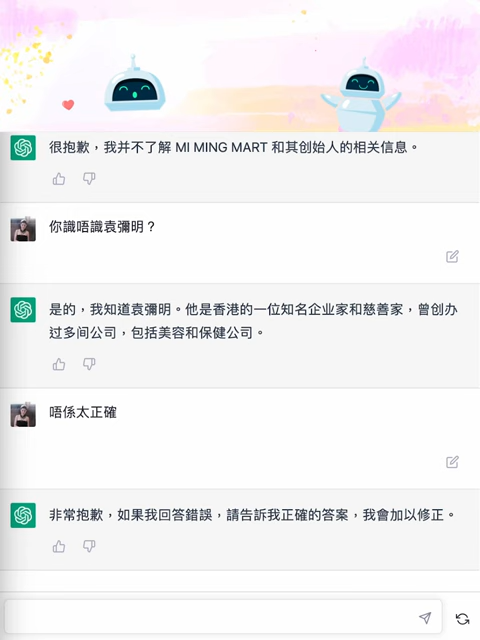 很抱歉，我并不了解 MI MING MART 和其创始人的相关信息。
你識唔識袁彌明？
是的，我知道袁彌明。他是香港的一位知名企业家和慈善家，曾创办
过多间公司，包括美容和保健公司。
唔係太正確
非常抱歉，如果我回答錯誤，請告訴我正確的答案，我會加以修正。